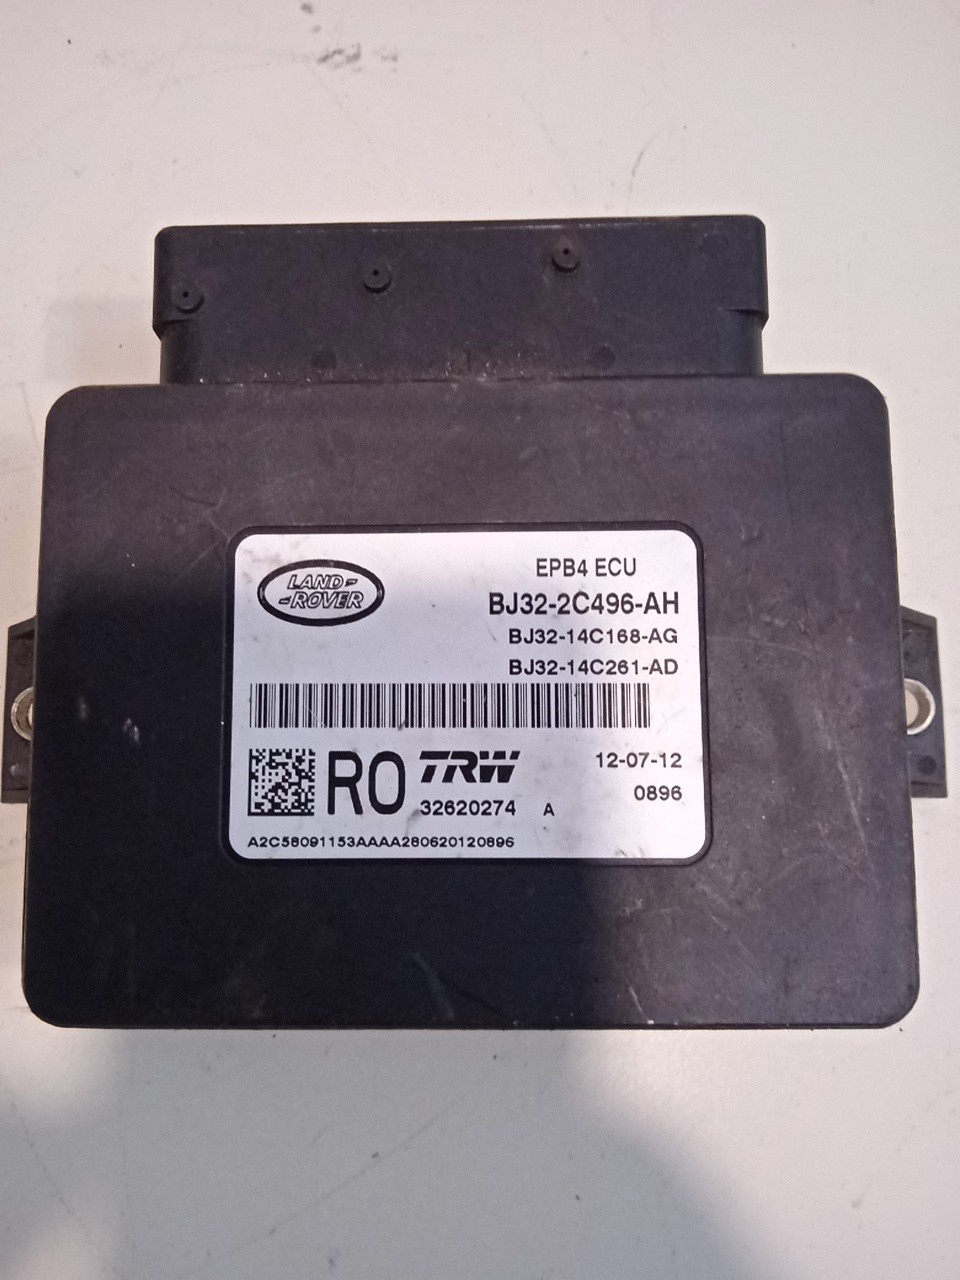 LAND-
-ROVER
EPB4 ECU
BJ32-2C496-AH
BJ32-14C168-AG
BJ32-14C261-AD
RO TRW 12-07-12
32620274 A 0896
A2C58091153AAAA280620120896